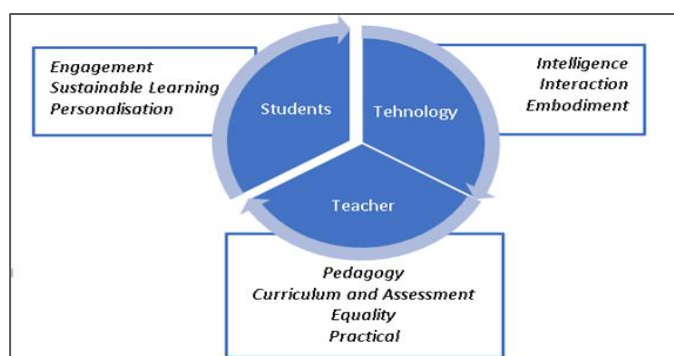 Engagement
Sustainable Learning
Personalisation
Students
Tehnology
Intelligence
Interaction
Embodiment
Teacher
Pedagogy
Curriculum and Assessment
Equality
Practical